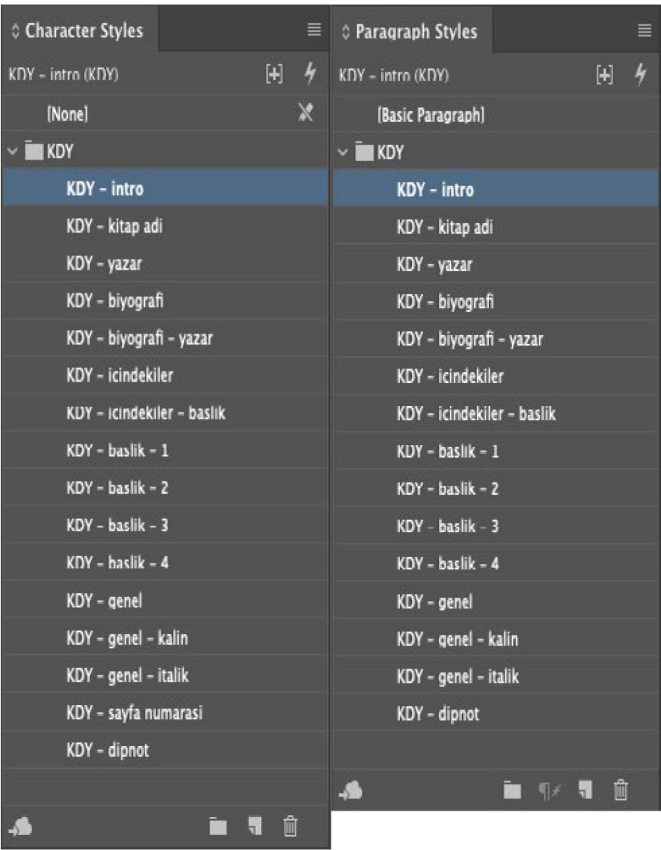 Character Styles
KDY – intro (KDY)
[None]
KDY
KDY – intro
KDY – kitap adi
KDY – yazar
KDY – biyografi
KDY – biyografi – yazar
KDY – icindekiler
KDY – icindekiler – baslik
KDY – baslik – 1
KDY – baslik – 2
KDY – baslik – 3
KDY – baslik – 4
KDY – genel
KDY – genel – kalin
KDY – genel – italik
KDY – sayfa numarasi
KDY – dipnot
Paragraph Styles
KDY – intro (KDY)
[Basic Paragraph]
KDY
KDY – intro
KDY – kitap adi
KDY – yazar
KDY – biyografi
KDY – biyografi – yazar
KDY – icindekiler
KDY – icindekiler – baslik
KDY – baslik – 1
KDY – baslik – 2
KDY – baslik – 3
KDY – baslik – 4
KDY – genel
KDY – genel – kalin
KDY – genel – italik
KDY – dipnot